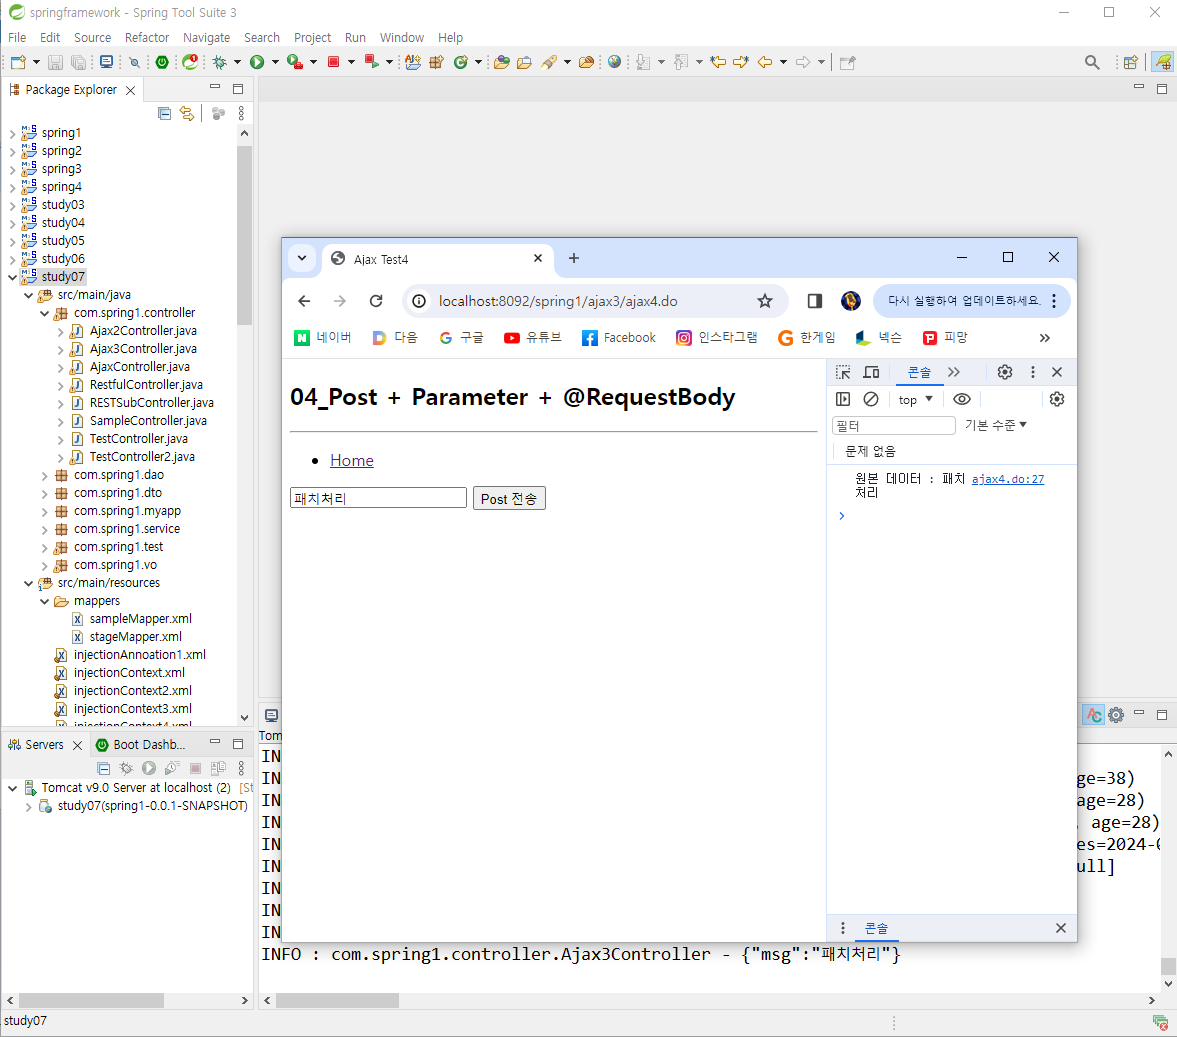 springframework - Spring Tool Suite 3
File Edit Source Refactor Navigate Search Project Run Window Help
Package Explorer
spring1
spring2
spring3
spring4
study03
study04
study05
study06
study07
src/main/java
com.spring1.controller
Ajax2Controller.java
Ajax3Controller.java
AjaxController.java
RestfulController.java
RESTSubController.java
SampleController.java
TestController.java
TestController2.java
com.spring1.dao
com.spring1.dto
com.spring1.myapp
com.spring1.service
com.spring1.test
com.spring1.vo
src/main/resources
mappers
sampleMapper.xml
stageMapper.xml
injectionAnnoation1.xml
injectionContext.xml
injectionContext2.xml
injectionContext3.xml
injectionContext4.xml
Servers Boot Dashb...
Tomcat v9.0 Server at localhost (2) [St
study07(spring1-0.0.1-SNAPSHOT)
Ajax Test4
localhost:8092/spring1/ajax3/ajax4.do
다시 실행하여 업데이트하세요.
네이버 다음 구글 유튜브 Facebook 인스타그램 한게임 넥슨 피망
04_Post + Parameter + @RequestBody
Home
패치처리 Post 전송
콘솔
top
필터 기본 수준
문제 없음
원본 데이터 : 패치 ajax4.do:27
처리
콘솔
Tom
IN
IN age=38)
IN age=28)
IN , age=28)
IN es=2024-0
IN ull]
IN
IN
IN
INFO : com.spring1.controller.Ajax3Controller - {"msg":"패치처리"}
study07